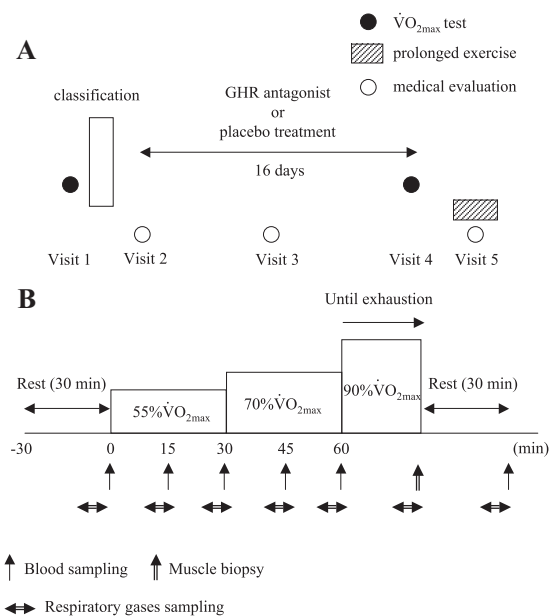 V̇O2max test
A
prolonged exercise
classification
GHR antagonist
medical evaluation
or
placebo treatment
16 days
Visit 1
Visit 2
Visit 3
Visit 4
Visit 5
B
Until exhaustion
Rest (30 min)
55%V̇O2max
70%V̇O2max
90%V̇O2max
Rest (30 min)
-30
0
15
30
45
60
(min)
Blood sampling
Muscle biopsy
Respiratory gases sampling